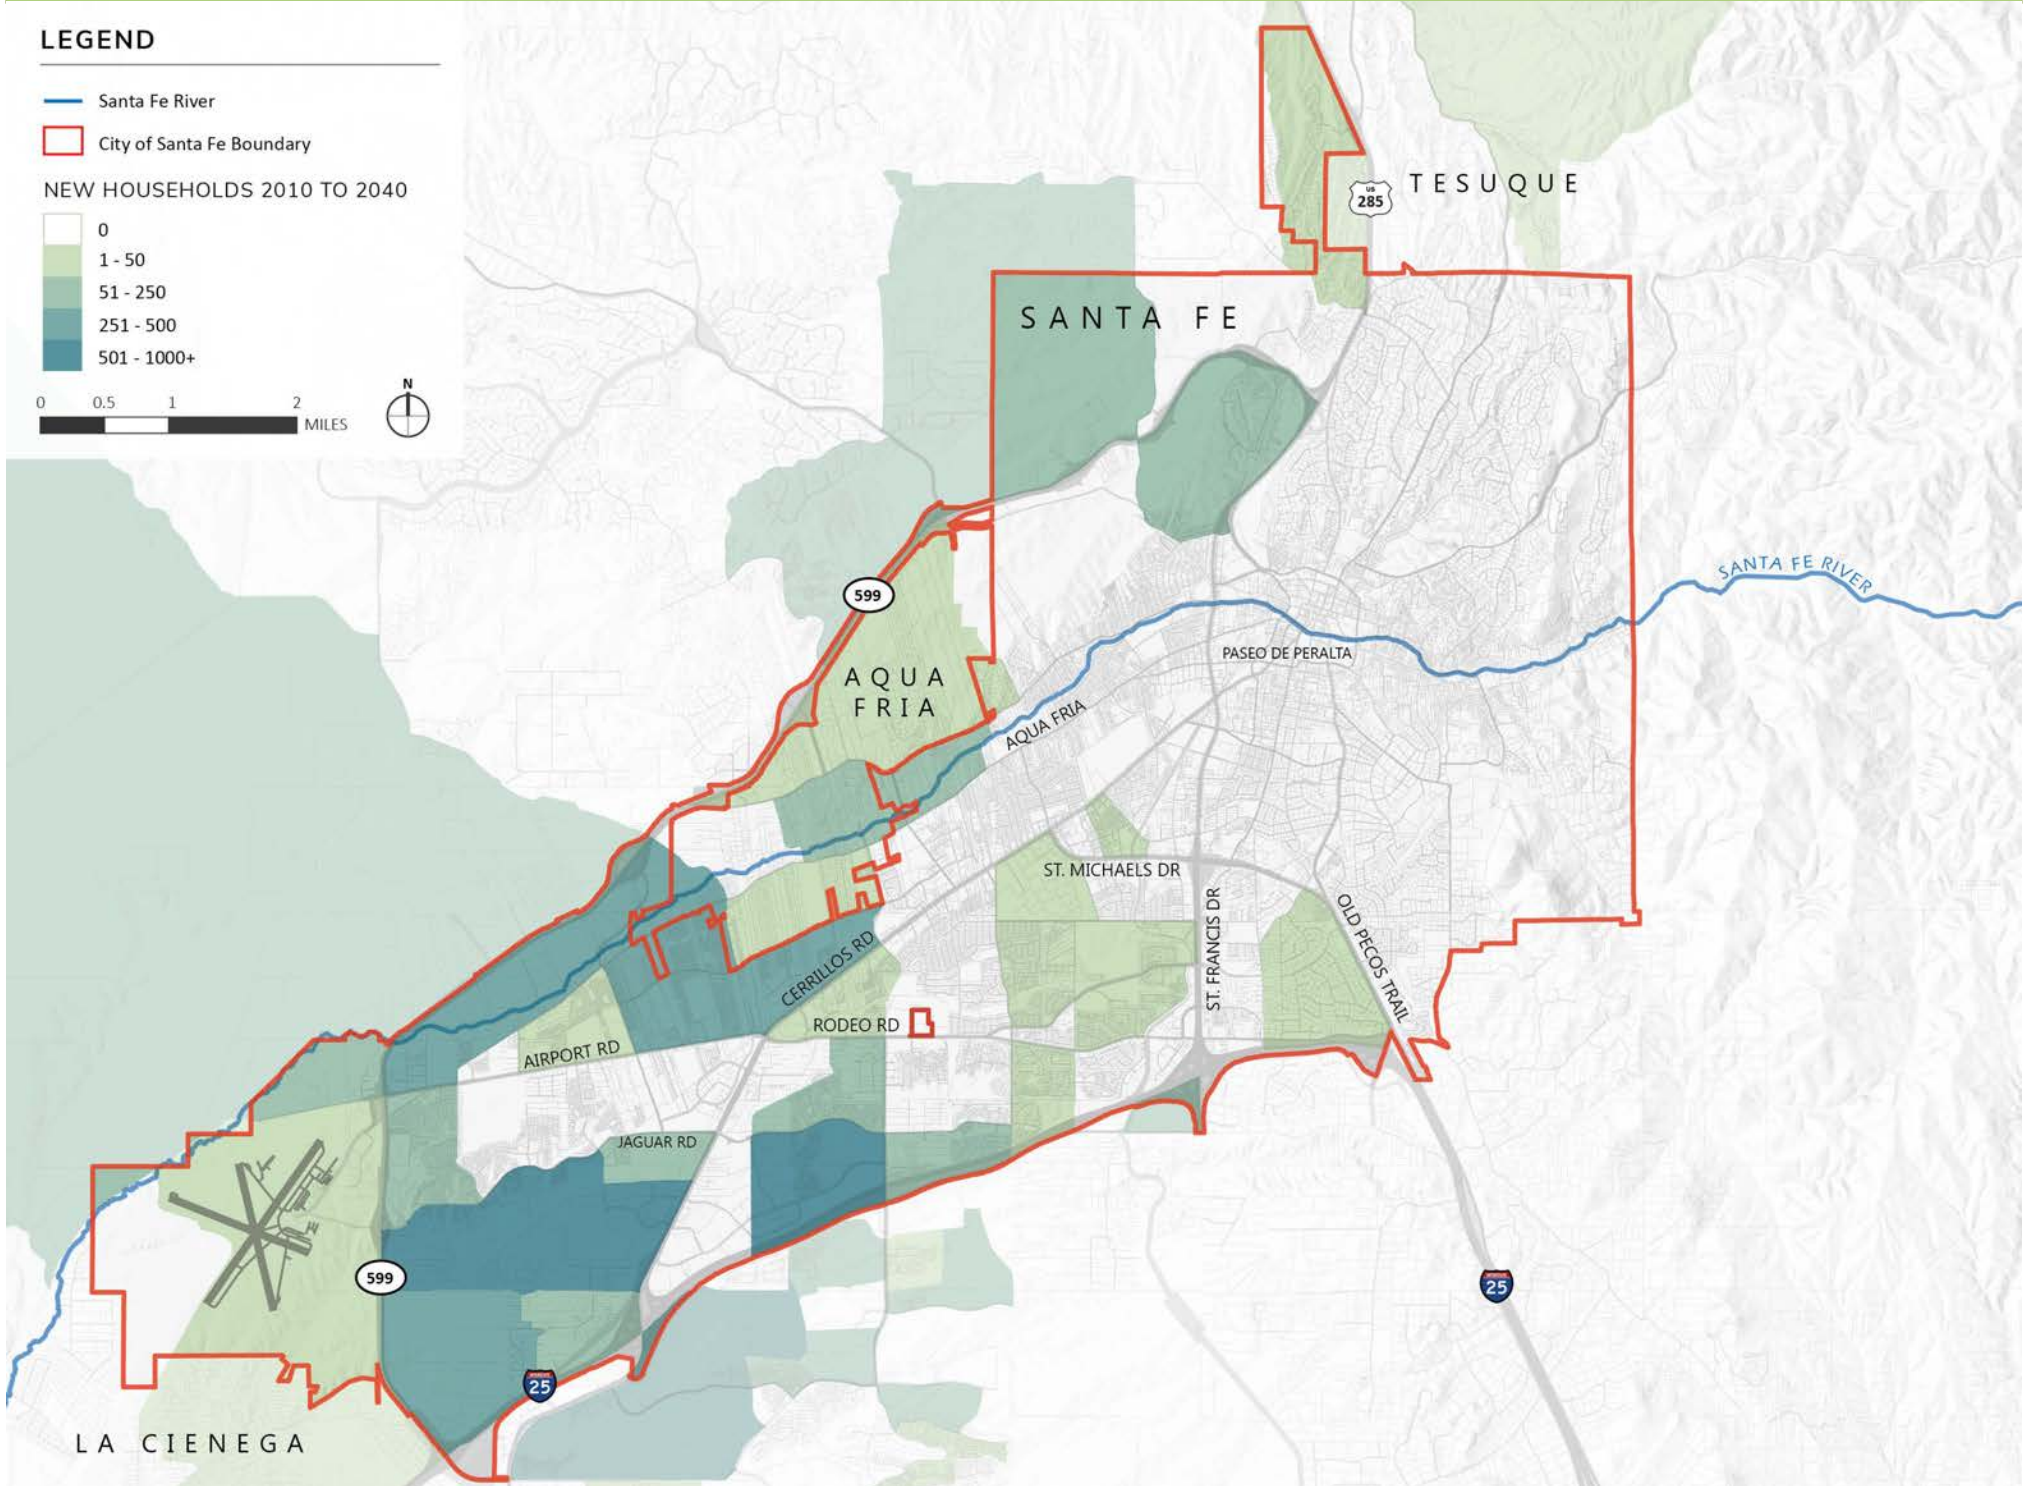 LEGEND
Santa Fe River
City of Santa Fe Boundary
NEW HOUSEHOLDS 2010 TO 2040
0
1 - 50
51 - 250
251 - 500
501 - 1000+
0 0.5 1 2
MILES
N
TESUQUE
US
285
SANTA FE
SANTA FE RIVER
599
AQUA
FRIA
PASEO DE PERALTA
AQUA FRIA
ST. MICHAELS DR
ST. FRANCIS DR
OLD PECOS TRAIL
CERRILLOS RD
RODEO RD
AIRPORT RD
JAGUAR RD
599
25
25
LA CIENEGA